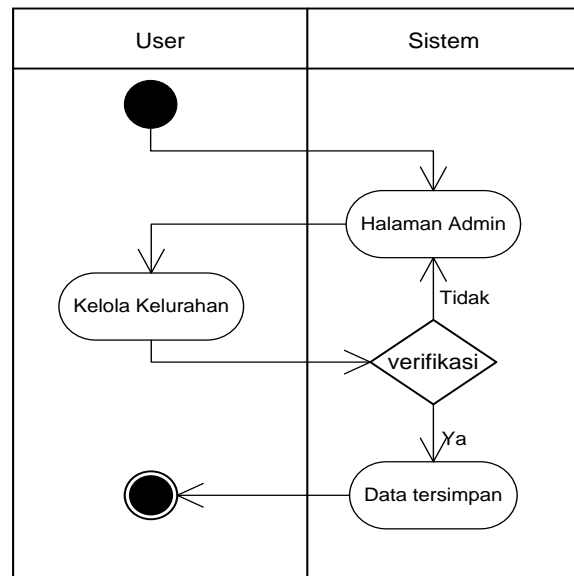 User
Sistem
Halaman Admin
Kelola Kelurahan
Tidak
verifikasi
Ya
Data tersimpan